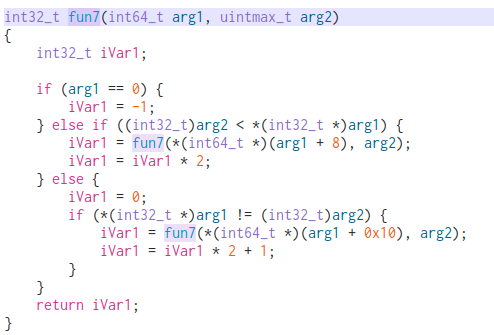 int32_t fun7(int64_t arg1, uintmax_t arg2)
{
    int32_t iVar1;

    if (arg1 == 0) {
        iVar1 = -1;
    } else if ((int32_t)arg2 < *(int32_t *)arg1) {
        iVar1 = fun7(*(int64_t *)(arg1 + 8), arg2);
        iVar1 = iVar1 * 2;
    } else {
        iVar1 = 0;
        if (*(int32_t *)arg1 != (int32_t)arg2) {
            iVar1 = fun7(*(int64_t *)(arg1 + 0x10), arg2);
            iVar1 = iVar1 * 2 + 1;
        }
    }
    return iVar1;
}